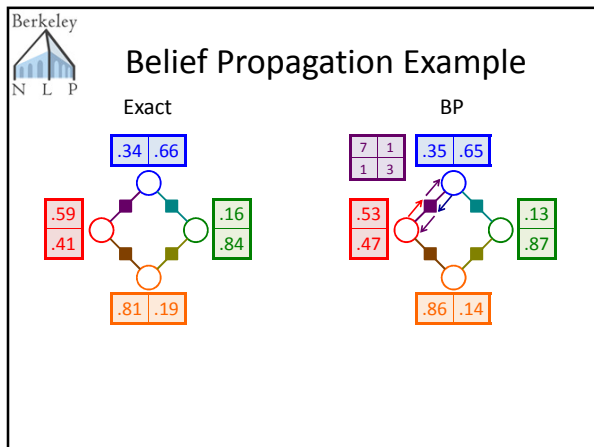 Berkeley
N L P
Belief Propagation Example
Exact
BP
.34 .66
.59
.41
.16
.84
.81 .19
7 1
1 3
.35 .65
.53
.47
.13
.87
.86 .14